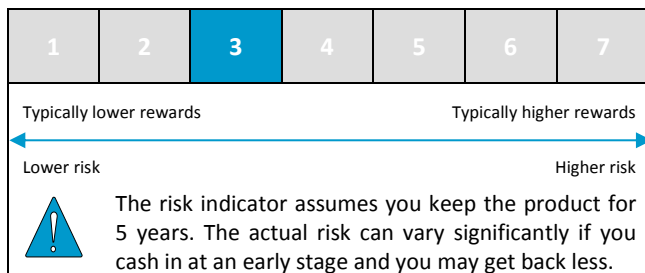 1 2 3 4 5 6 7
Typically lower rewards Typically higher rewards
Lower risk Higher risk
The risk indicator assumes you keep the product for
5 years. The actual risk can vary significantly if you
cash in at an early stage and you may get back less.